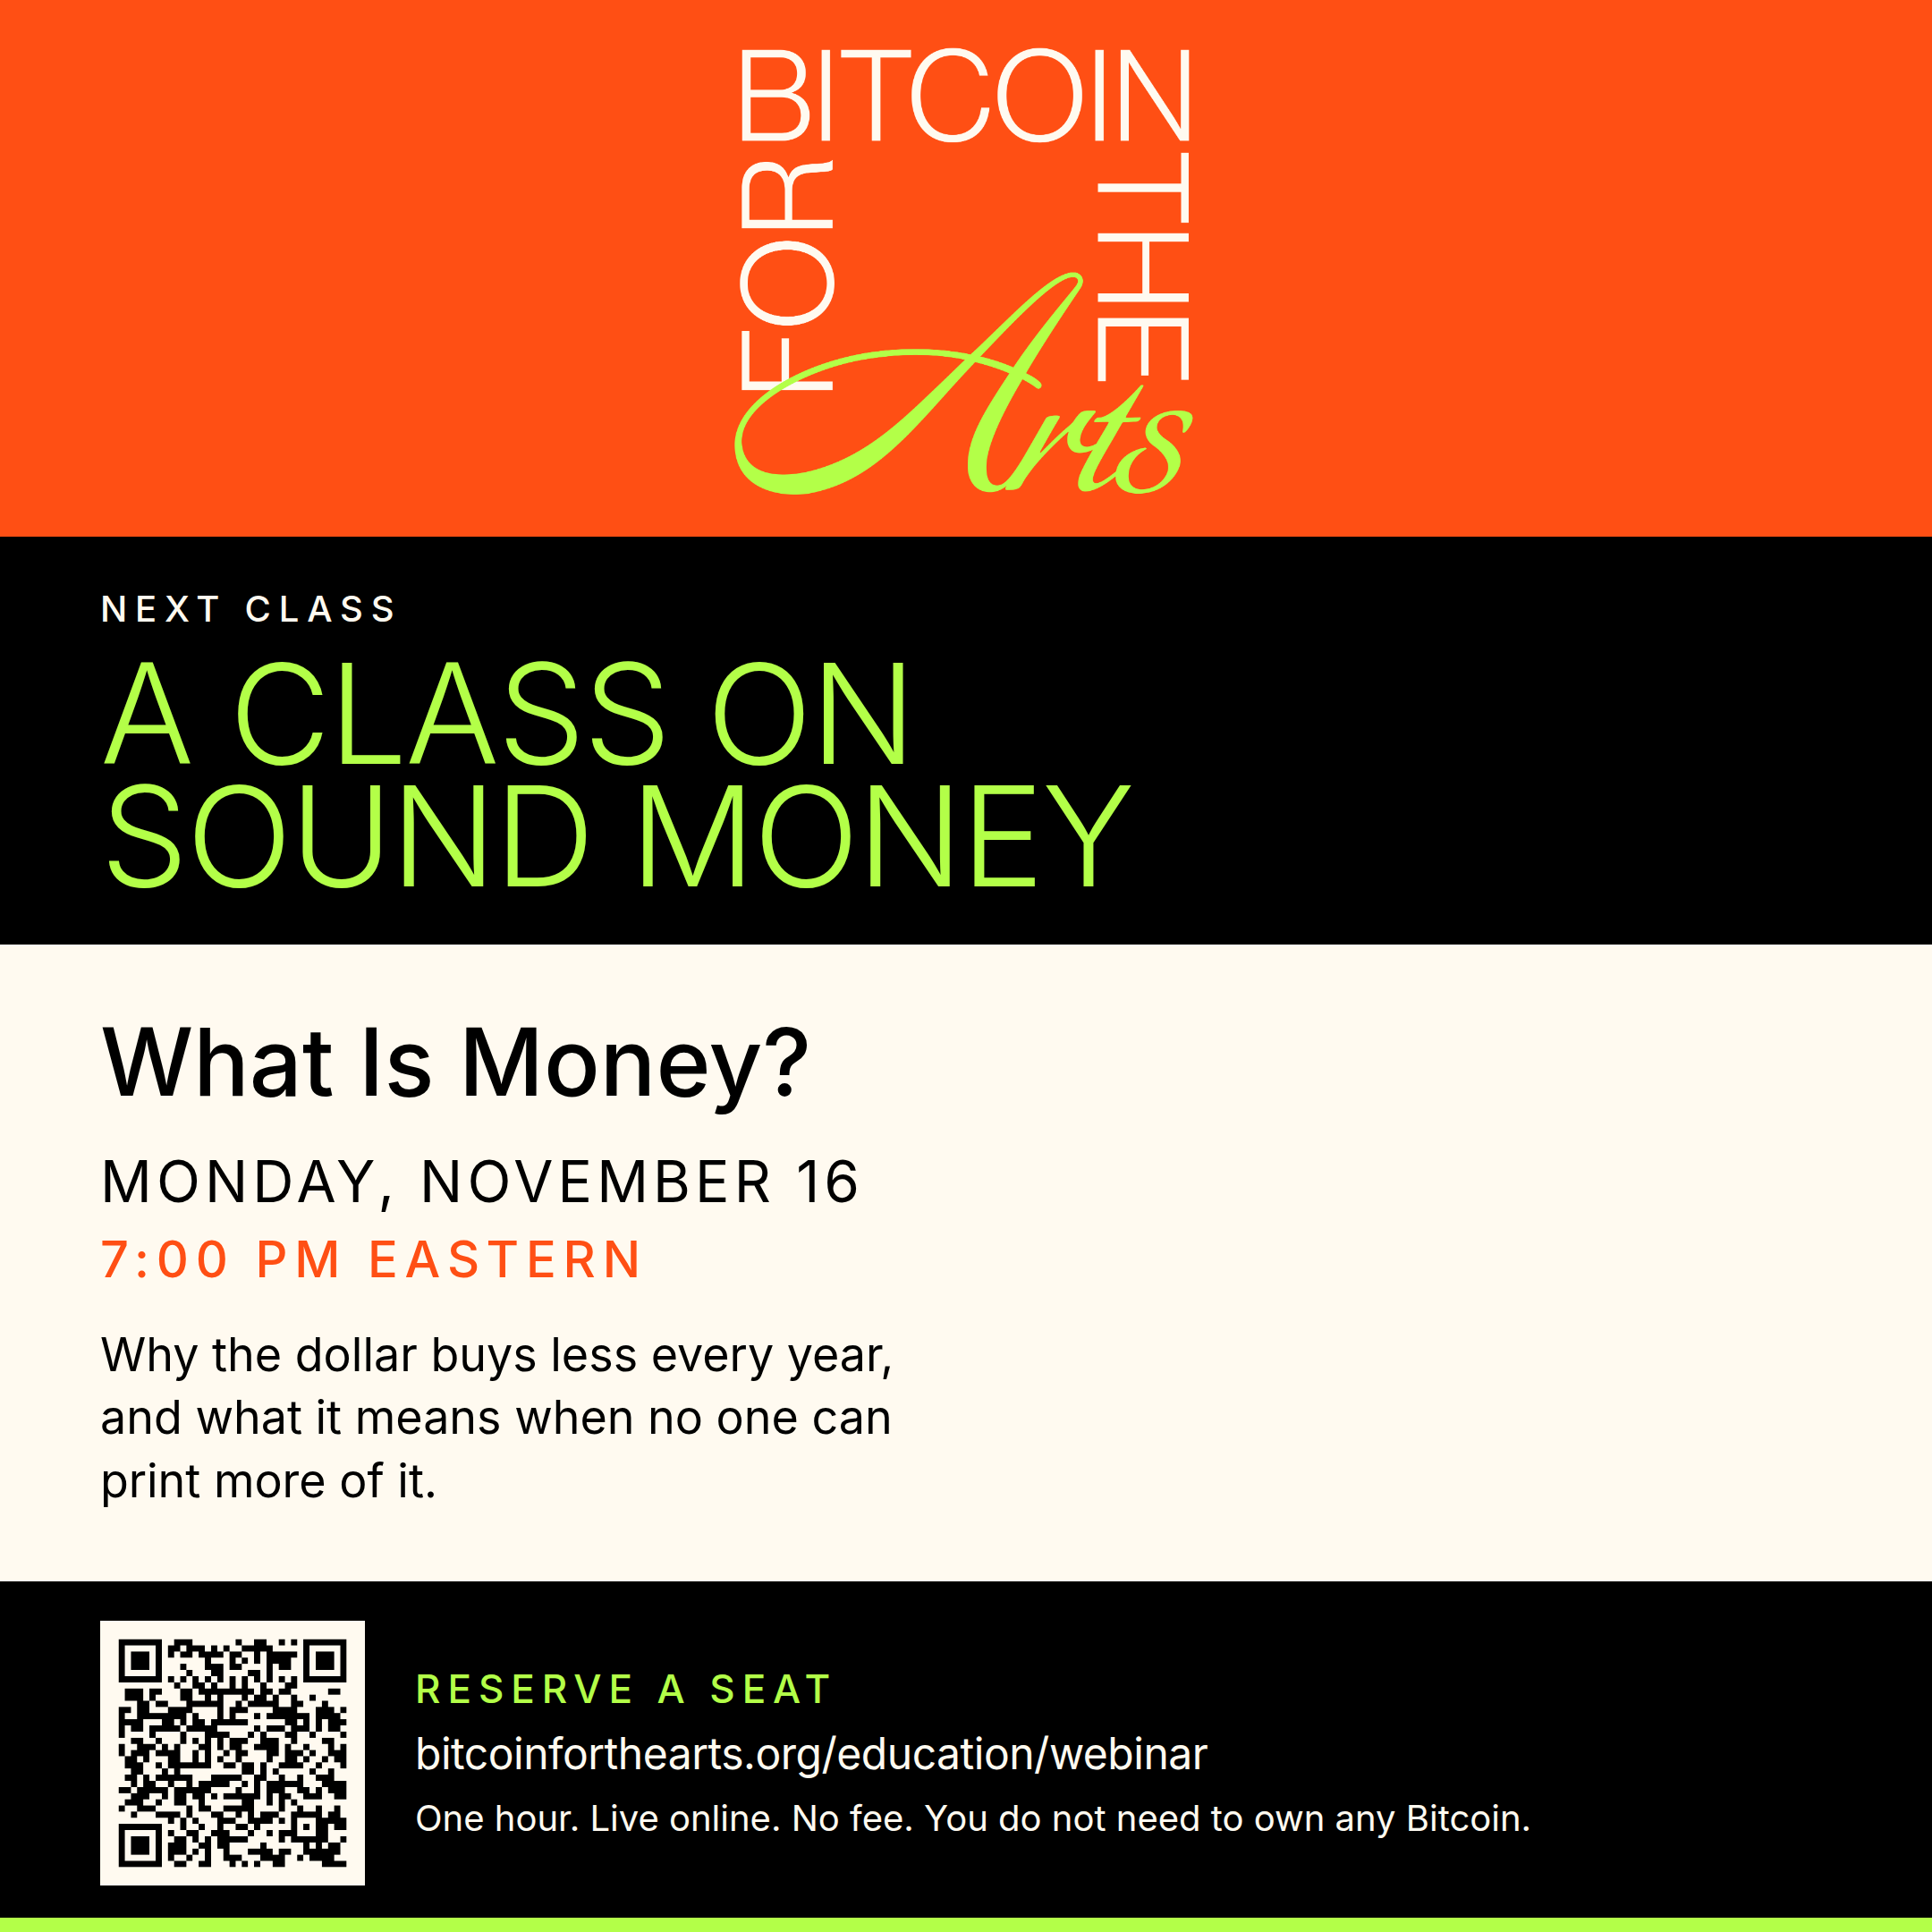 BITCOIN
FOR
THE
Arts
NEXT CLASS
A CLASS ON
SOUND MONEY
What Is Money?
MONDAY, NOVEMBER 16
7:00 PM EASTERN
Why the dollar buys less every year,
and what it means when no one can
print more of it.
RESERVE A SEAT
bitcoinforthearts.org/education/webinar
One hour. Live online. No fee. You do not need to own any Bitcoin.